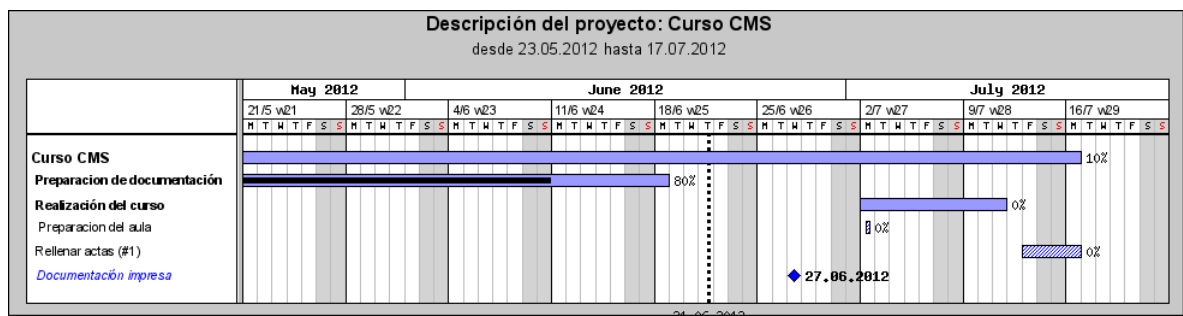 Descripción del proyecto: Curso CMS
desde 23.05.2012 hasta 17.07.2012
May 2012 June 2012 July 2012
21/5 w21 28/5 w22 4/6 w23 11/6 w24 18/6 w25 25/6 w26 2/7 w27 9/7 w28 16/7 w29
M T W T F S S M T W T F S S M T W T F S S M T W T F S S M T W T F S S M T W T F S S M T W T F S S M T W T F S S M T W T F S S
Curso CMS 10%
Preparacion de documentación 80%
Realización del curso 0%
Preparacion del aula 0%
Rellenar actas (#1) 0%
Documentación impresa 27.06.2012
21.06.2012